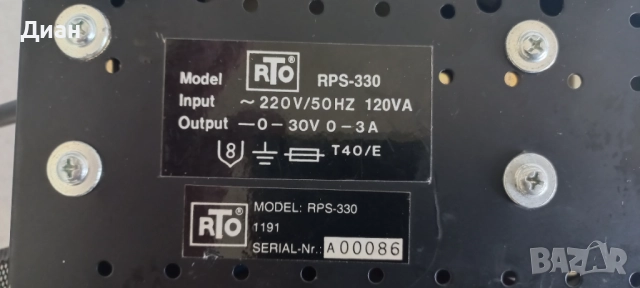 Диан
Model RTO RPS-330
Input ~220V/50HZ 120VA
Output —0—30V 0—3A
8 T40/E
RTO
MODEL: RPS-330
1191
SERIAL-Nr.: A00086
BAZAR